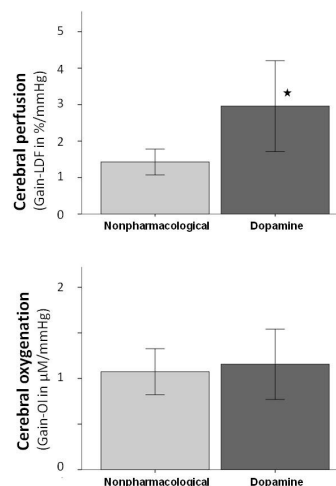 Cerebral perfusion
(Gain-LDF in %/mmHg)
5
4
3
2
1
0
Nonpharmacological Dopamine
Cerebral oxygenation
(Gain-OI in µM/mmHg)
2
1
0
Nonpharmacological Dopamine